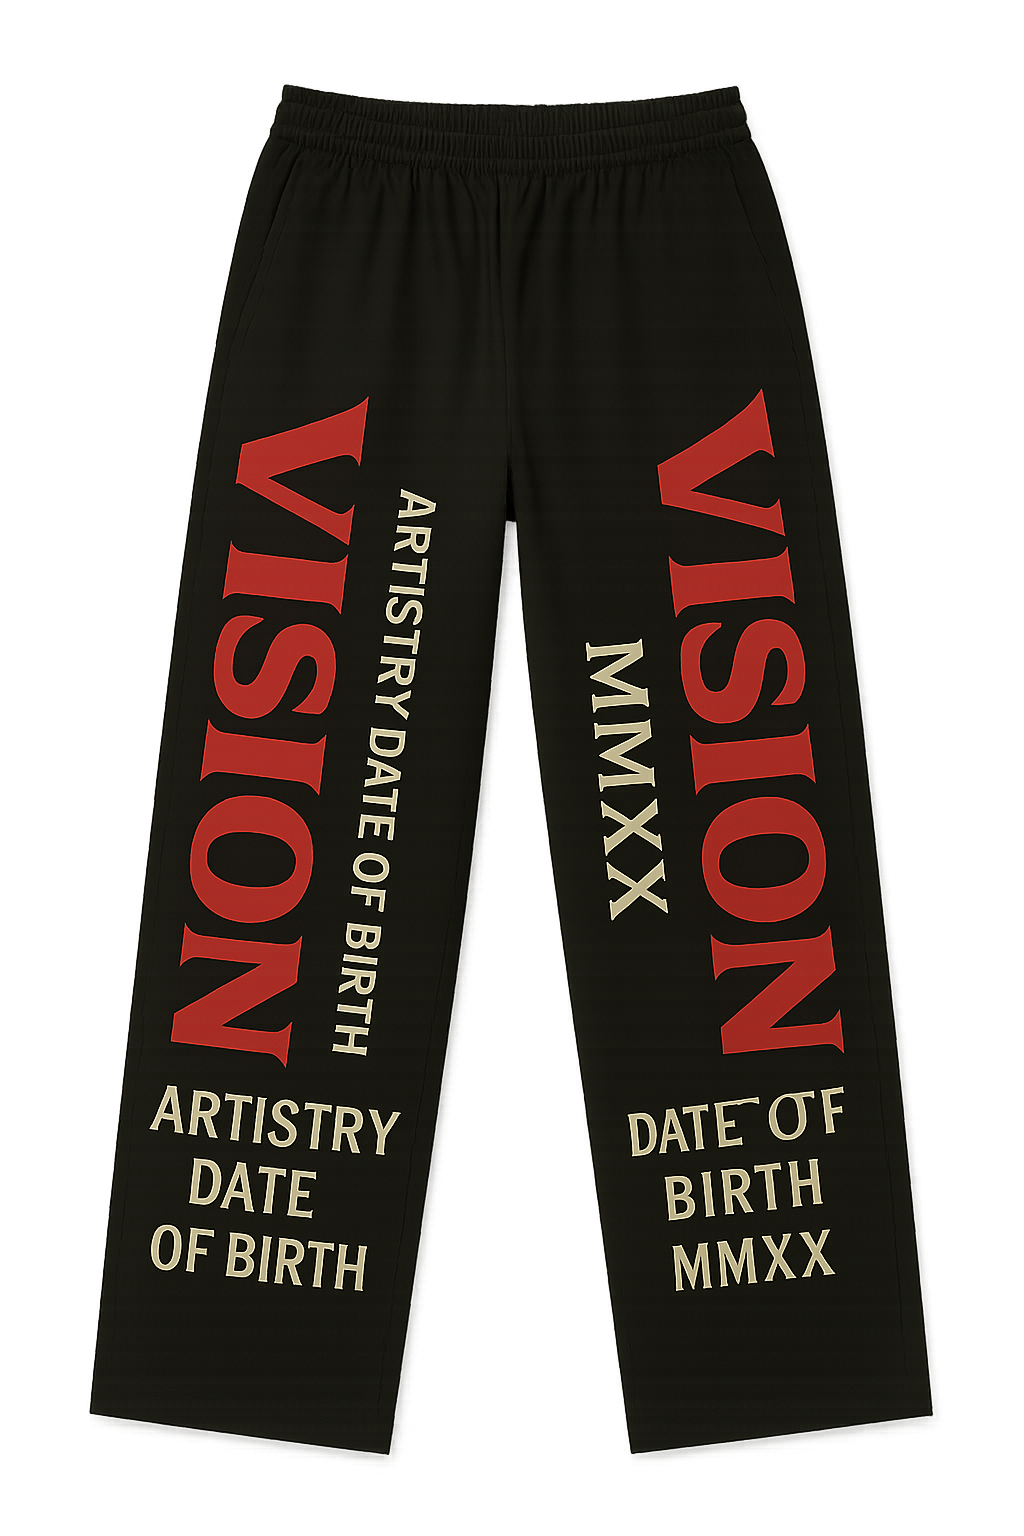 VISION
ARTISTRY DATE OF BIRTH
ARTISTRY
DATE
OF BIRTH
VISION
MMXX
DATE OF
BIRTH
MMXX